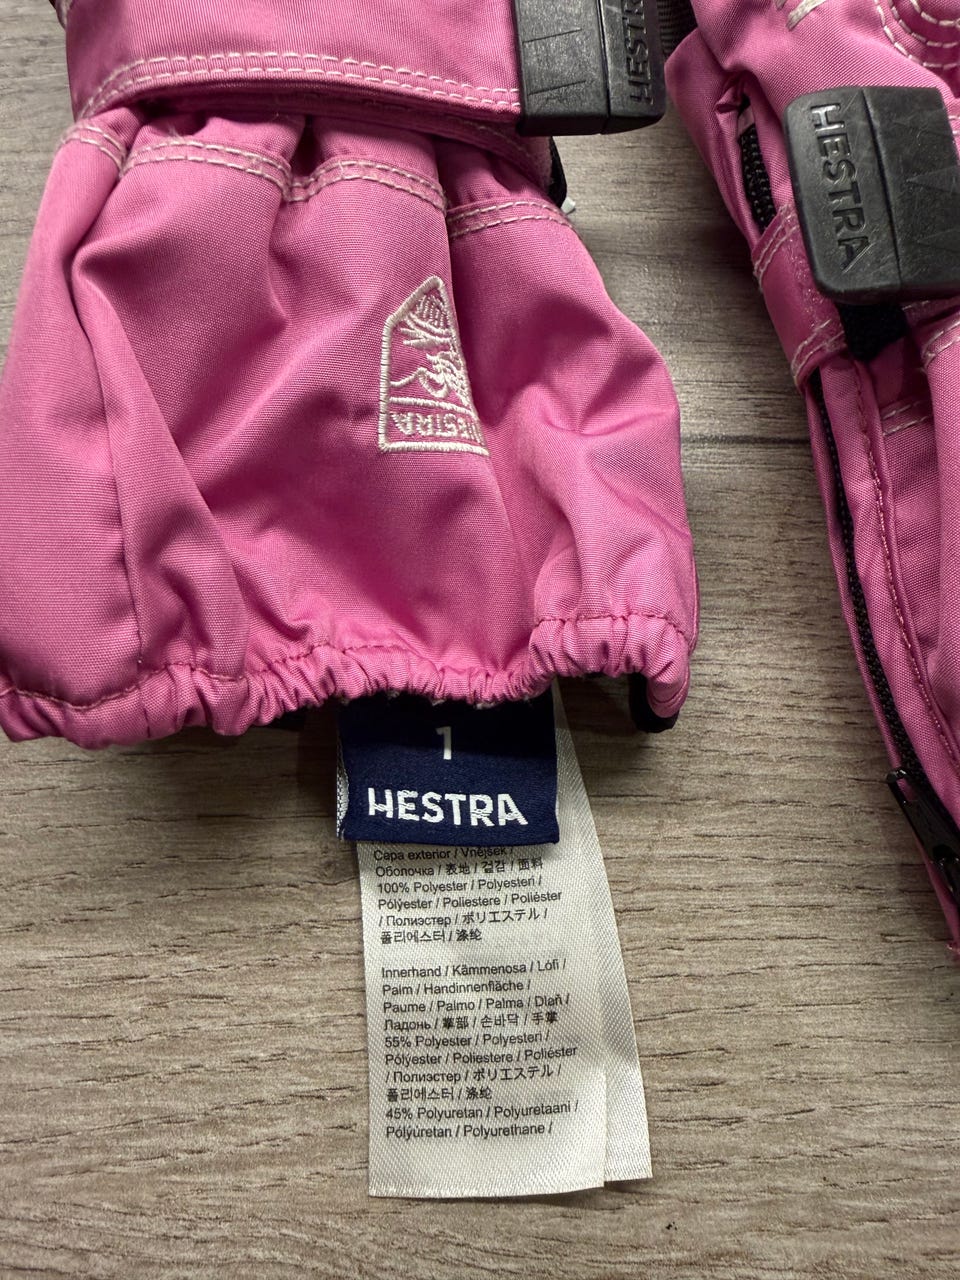 HESTRA
HESTRA
HESTRA
1
HESTRA
Capa exterior / Vnějšek /
Оболочка / 表地 / 겉감 / 面料
100% Polyester / Polyesteri /
Pólýester / Poliestere / Poliéster
/ Полиэстер / ポリエステル /
폴리에스터 / 涤纶
Innerhand / Kämmenosa / Lófi /
Palm / Handinnenfläche /
Paume / Palmo / Palma / Dlaň /
Ладонь / 掌部 / 손바닥 / 手掌
55% Polyester / Polyesteri /
Pólýester / Poliestere / Poliéster
/ Полиэстер / ポリエステル /
폴리에스터 / 涤纶
45% Polyuretan / Polyuretaani /
Pólýúretan / Polyurethane /